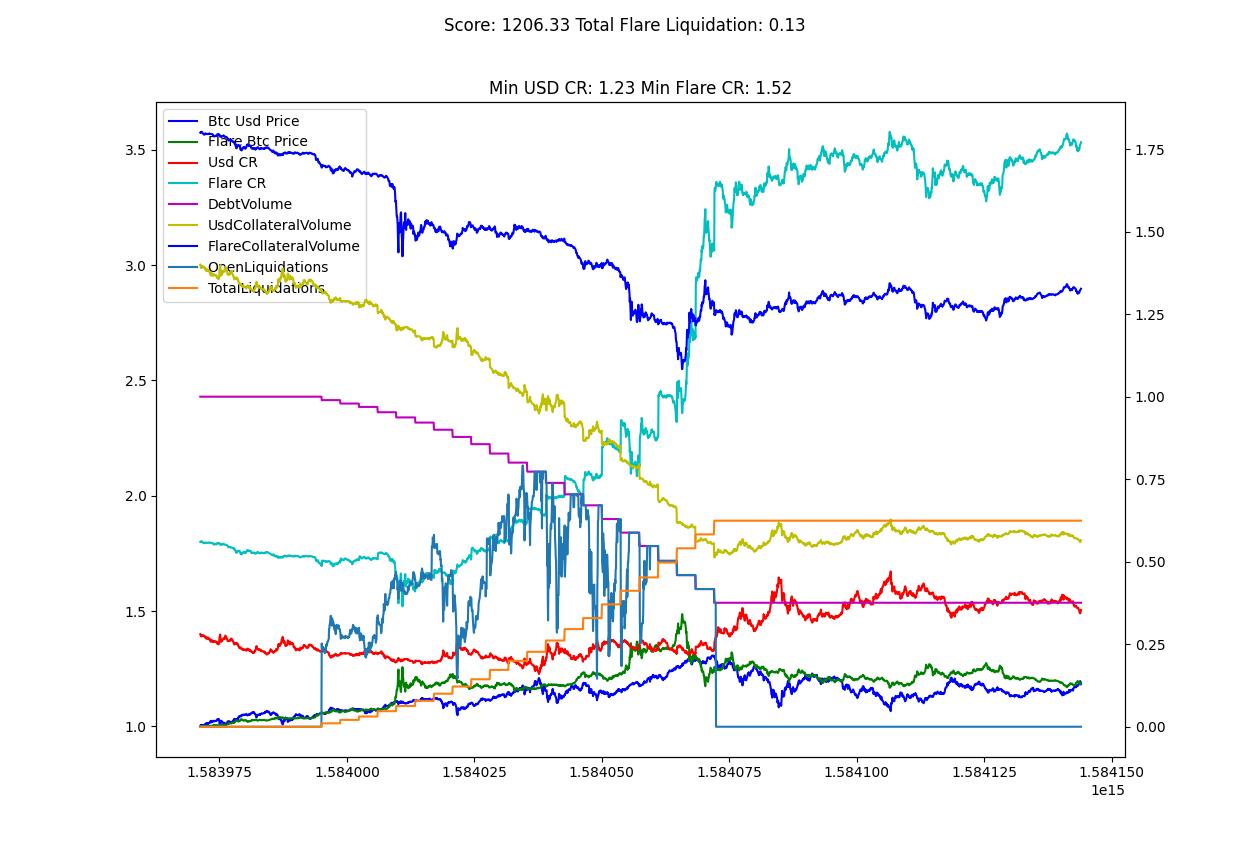 Score: 1206.33 Total Flare Liquidation: 0.13
Min USD CR: 1.23 Min Flare CR: 1.52
Btc Usd Price
Flare Btc Price
Usd CR
Flare CR
DebtVolume
UsdCollateralVolume
FlareCollateralVolume
OpenLiquidations
TotalLiquidations
3.5
3.0
2.5
2.0
1.5
1.0
1.75
1.50
1.25
1.00
0.75
0.50
0.25
0.00
1.583975 1.584000 1.584025 1.584050 1.584075 1.584100 1.584125 1.584150
1e15